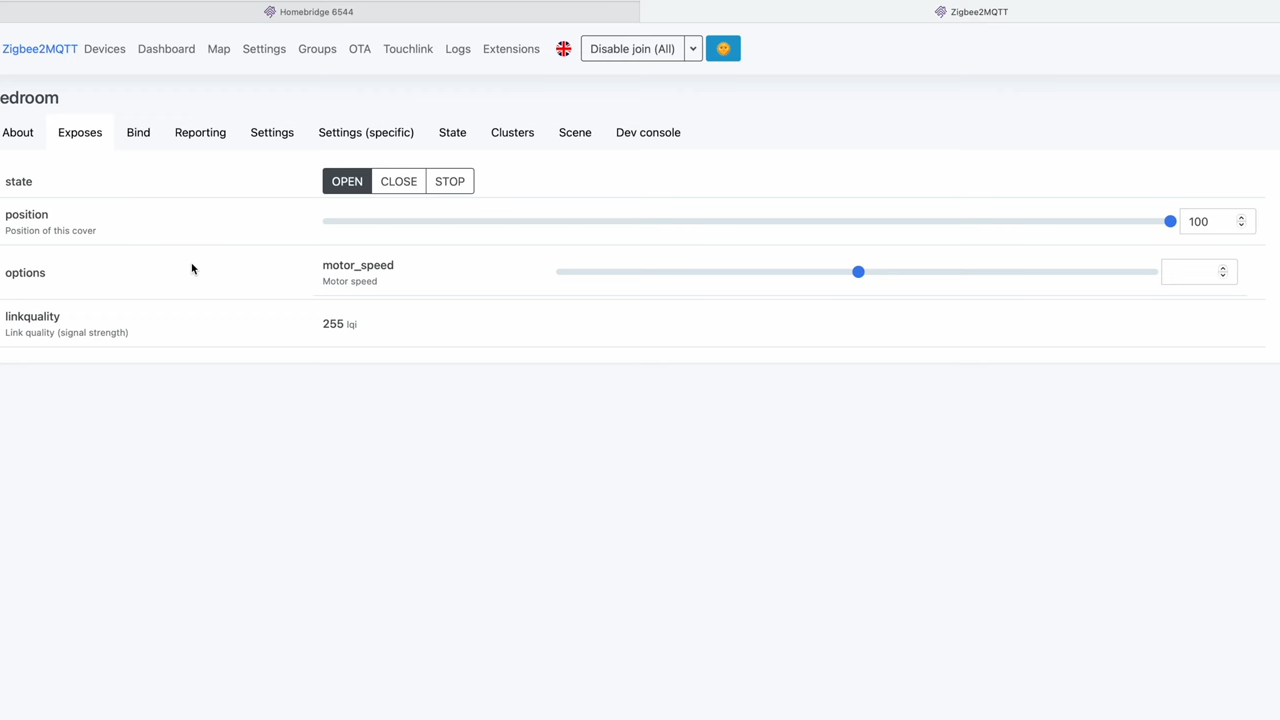 Homebridge 6544
Zigbee2MQTT
Zigbee2MQTT Devices Dashboard Map Settings Groups OTA Touchlink Logs Extensions Disable join (All)
edroom
About Exposes Bind Reporting Settings Settings (specific) State Clusters Scene Dev console
state OPEN CLOSE STOP
position 100
Position of this cover
options motor_speed
Motor speed
linkquality 255 lqi
Link quality (signal strength)